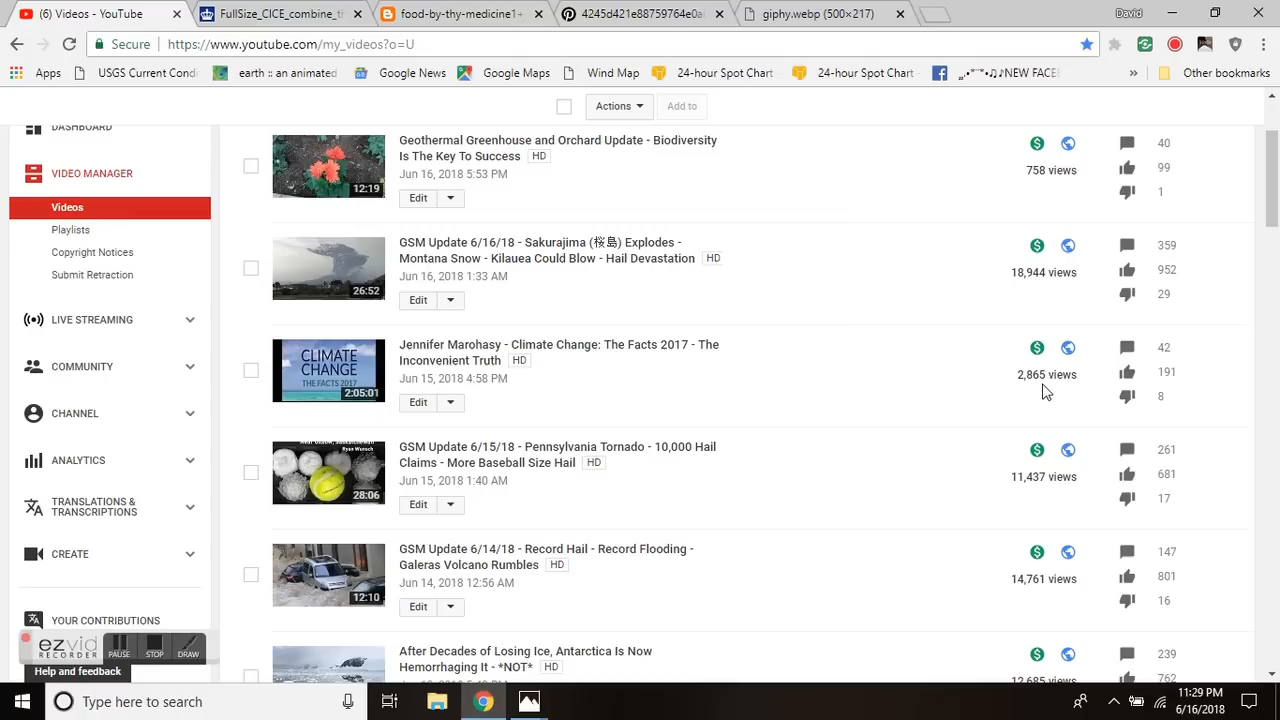 (6) Videos - YouTube
FullSize_CICE_combine_th
food-by-thy-medicine1+
4245d421e88759764e0a
giphy.webp (500×217)
David
Secure
https://www.youtube.com/my_videos?o=U
Apps
USGS Current Condi
earth :: an animated
Google News
Google Maps
Wind Map
24-hour Spot Chart
24-hour Spot Chart
NEW FACE
Other bookmarks
Actions
Add to
DASHBOARD
VIDEO MANAGER
Videos
Playlists
Copyright Notices
Submit Retraction
LIVE STREAMING
COMMUNITY
CHANNEL
ANALYTICS
TRANSLATIONS &
TRANSCRIPTIONS
CREATE
YOUR CONTRIBUTIONS
ezvid
RECORDER
PAUSE
STOP
DRAW
Help and feedback
12:19
Geothermal Greenhouse and Orchard Update - Biodiversity
Is The Key To Success HD
Jun 16, 2018 5:53 PM
Edit
758 views
40
99
1
26:52
GSM Update 6/16/18 - Sakurajima (桜島) Explodes -
Montana Snow - Kilauea Could Blow - Hail Devastation HD
Jun 16, 2018 1:33 AM
Edit
18,944 views
359
952
29
CLIMATE
CHANGE
THE FACTS 2017
2:05:01
Jennifer Marohasy - Climate Change: The Facts 2017 - The
Inconvenient Truth HD
Jun 15, 2018 4:58 PM
Edit
2,865 views
42
191
8
Ryan Wunsch
28:06
GSM Update 6/15/18 - Pennsylvania Tornado - 10,000 Hail
Claims - More Baseball Size Hail HD
Jun 15, 2018 1:40 AM
Edit
11,437 views
261
681
17
12:10
GSM Update 6/14/18 - Record Hail - Record Flooding -
Galeras Volcano Rumbles HD
Jun 14, 2018 12:56 AM
Edit
14,761 views
147
801
16
After Decades of Losing Ice, Antarctica Is Now
Hemorrhaging It - *NOT* HD
12,685 views
239
Type here to search
11:29 PM
6/16/2018